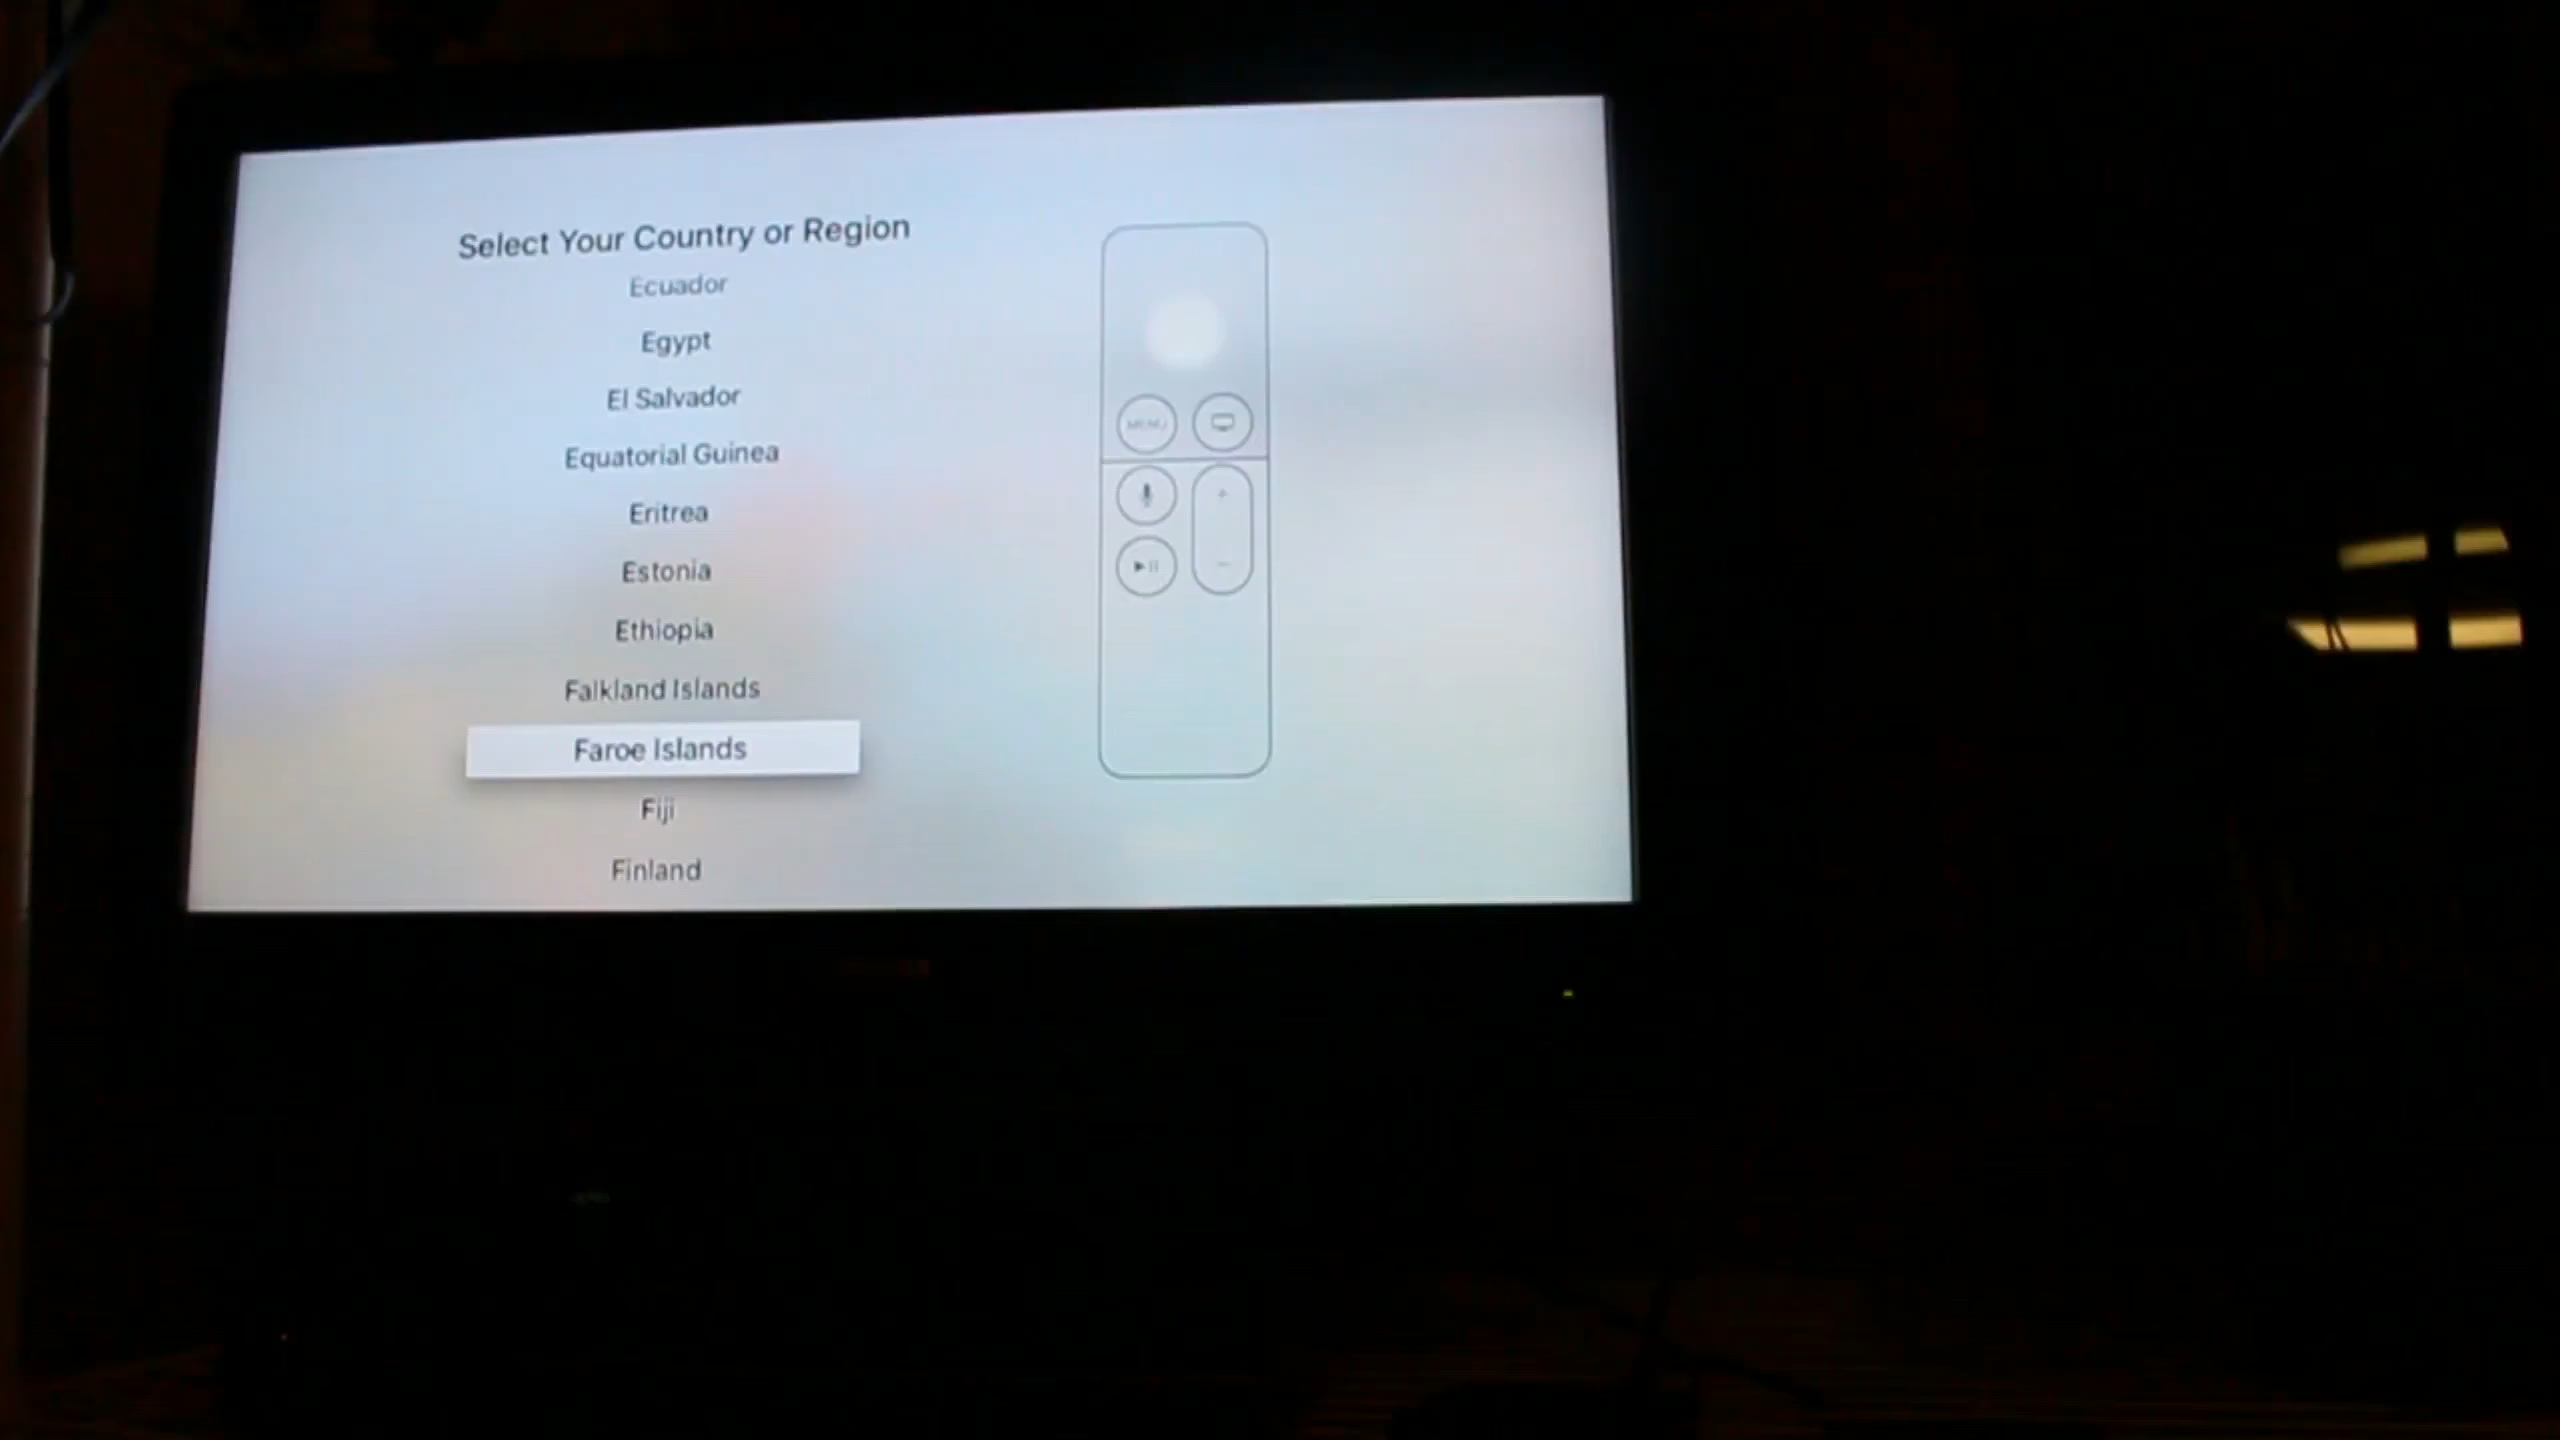 Select Your Country or Region
Ecuador
Egypt
El Salvador
Equatorial Guinea
Eritrea
Estonia
Ethiopia
Falkland Islands
Faroe Islands
Fiji
Finland
MENU